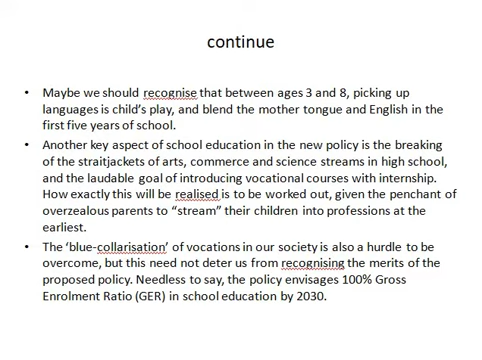 continue
• Maybe we should recognise that between ages 3 and 8, picking up
languages is child's play, and blend the mother tongue and English in the
first five years of school.
• Another key aspect of school education in the new policy is the breaking
of the straitjackets of arts, commerce and science streams in high school,
and the laudable goal of introducing vocational courses with internship.
How exactly this will be realised is to be worked out, given the penchant of
overzealous parents to “stream” their children into professions at the
earliest.
• The ‘blue-collarisation’ of vocations in our society is also a hurdle to be
overcome, but this need not deter us from recognising the merits of the
proposed policy. Needless to say, the policy envisages 100% Gross
Enrolment Ratio (GER) in school education by 2030.